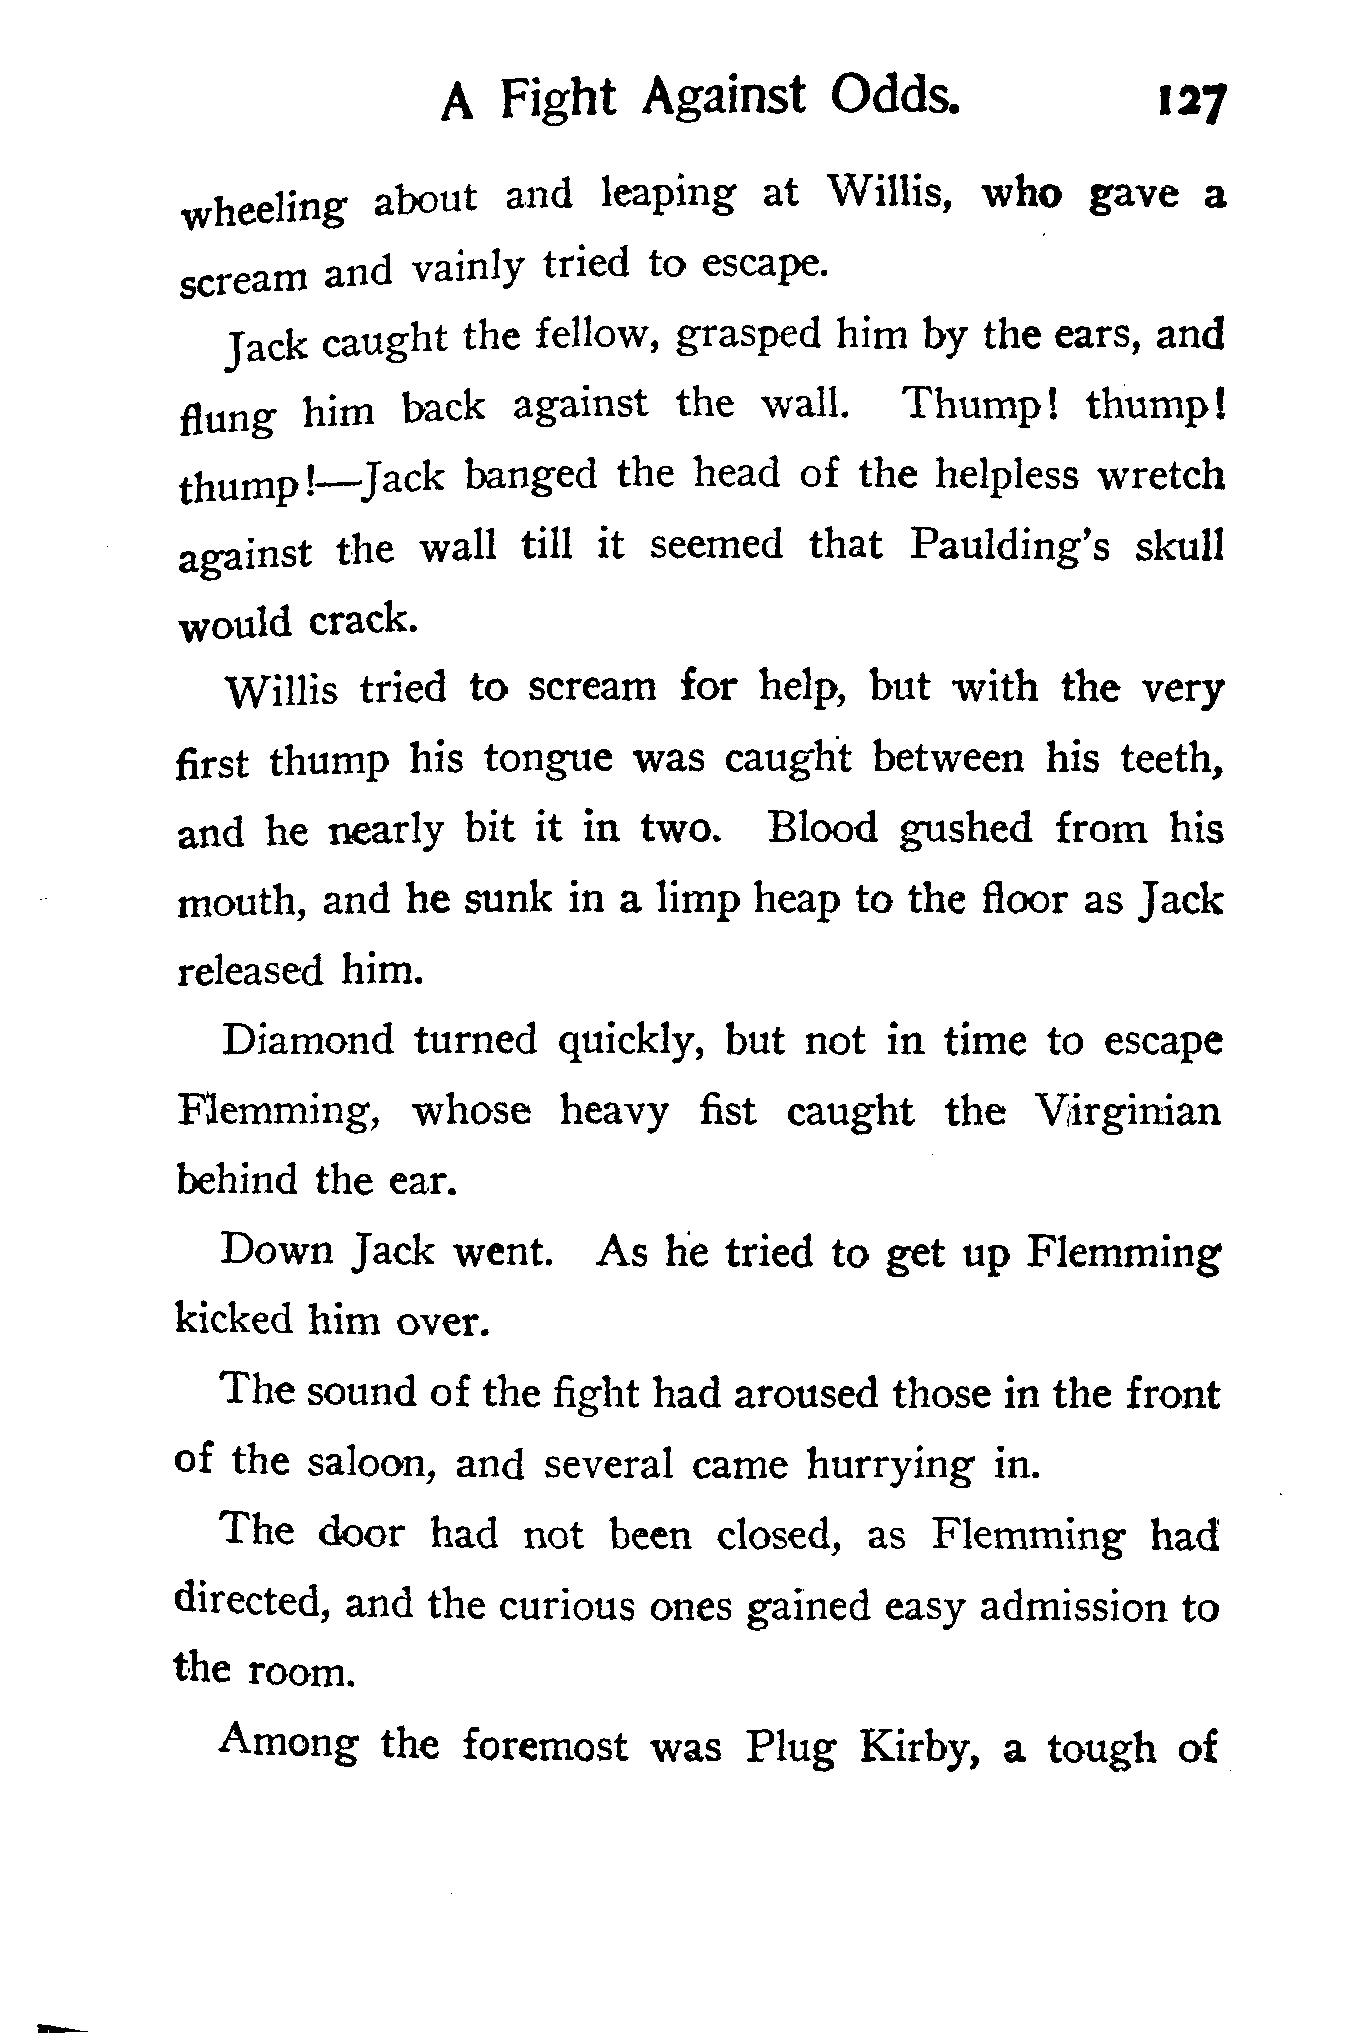 A Fight Against Odds. 127
wheeling about and leaping at Willis, who gave a
scream and vainly tried to escape.
Jack caught the fellow, grasped him by the ears, and
flung him back against the wall. Thump! thump!
thump!—Jack banged the head of the helpless wretch
against the wall till it seemed that Paulding's skull
would crack.
Willis tried to scream for help, but with the very
first thump his tongue was caught between his teeth,
and he nearly bit it in two. Blood gushed from his
mouth, and he sunk in a limp heap to the floor as Jack
released him.
Diamond turned quickly, but not in time to escape
Flemming, whose heavy fist caught the Virginian
behind the ear.
Down Jack went. As he tried to get up Flemming
kicked him over.
The sound of the fight had aroused those in the front
of the saloon, and several came hurrying in.
The door had not been closed, as Flemming had
directed, and the curious ones gained easy admission to
the room.
Among the foremost was Plug Kirby, a tough of